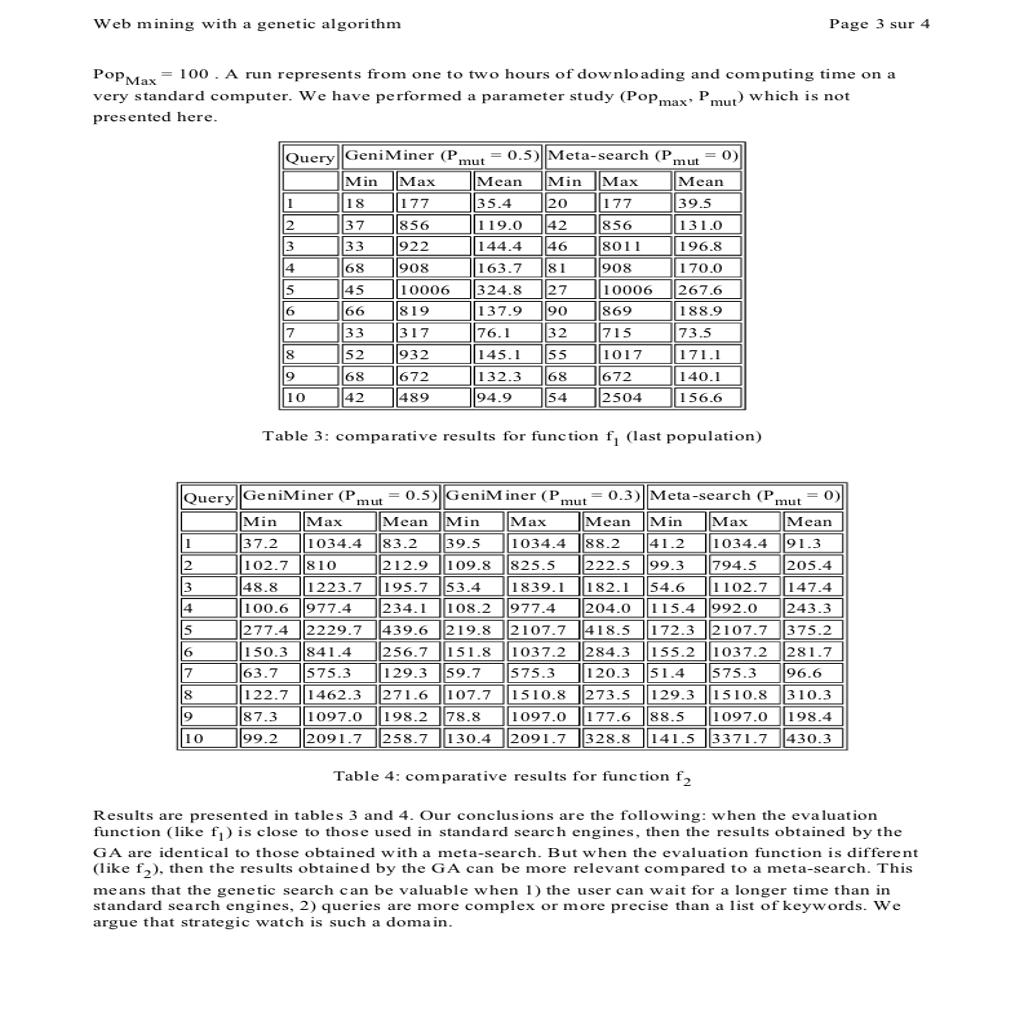 Web mining with a genetic algorithm Page 3 sur 4
PopMax = 100 . A run represents from one to two hours of downloading and computing time on a
very standard computer. We have performed a parameter study (Popmax, Pmut) which is not
presented here.
Query GeniMiner (Pmut = 0.5) Meta-search (Pmut = 0)
Min Max Mean Min Max Mean
1 18 177 35.4 20 177 39.5
2 37 856 119.0 42 856 131.0
3 33 922 144.4 46 8011 196.8
4 68 908 163.7 81 908 170.0
5 45 10006 324.8 27 10006 267.6
6 66 819 137.9 90 869 188.9
7 33 317 76.1 32 715 73.5
8 52 932 145.1 55 1017 171.1
9 68 672 132.3 68 672 140.1
10 42 489 94.9 54 2504 156.6
Table 3: comparative results for function f1 (last population)
Query GeniMiner (Pmut = 0.5) GeniMiner (Pmut = 0.3) Meta-search (Pmut = 0)
Min Max Mean Min Max Mean Min Max Mean
1 37.2 1034.4 83.2 39.5 1034.4 88.2 41.2 1034.4 91.3
2 102.7 810 212.9 109.8 825.5 222.5 99.3 794.5 205.4
3 48.8 1223.7 195.7 53.4 1839.1 182.1 54.6 1102.7 147.4
4 100.6 977.4 234.1 108.2 977.4 204.0 115.4 992.0 243.3
5 277.4 2229.7 439.6 219.8 2107.7 418.5 172.3 2107.7 375.2
6 150.3 841.4 256.7 151.8 1037.2 284.3 155.2 1037.2 281.7
7 63.7 575.3 129.3 59.7 575.3 120.3 51.4 575.3 96.6
8 122.7 1462.3 271.6 107.7 1510.8 273.5 129.3 1510.8 310.3
9 87.3 1097.0 198.2 78.8 1097.0 177.6 88.5 1097.0 198.4
10 99.2 2091.7 258.7 130.4 2091.7 328.8 141.5 3371.7 430.3
Table 4: comparative results for function f2
Results are presented in tables 3 and 4. Our conclusions are the following: when the evaluation
function (like f1) is close to those used in standard search engines, then the results obtained by the
GA are identical to those obtained with a meta-search. But when the evaluation function is different
(like f2), then the results obtained by the GA can be more relevant compared to a meta-search. This
means that the genetic search can be valuable when 1) the user can wait for a longer time than in
standard search engines, 2) queries are more complex or more precise than a list of keywords. We
argue that strategic watch is such a domain.